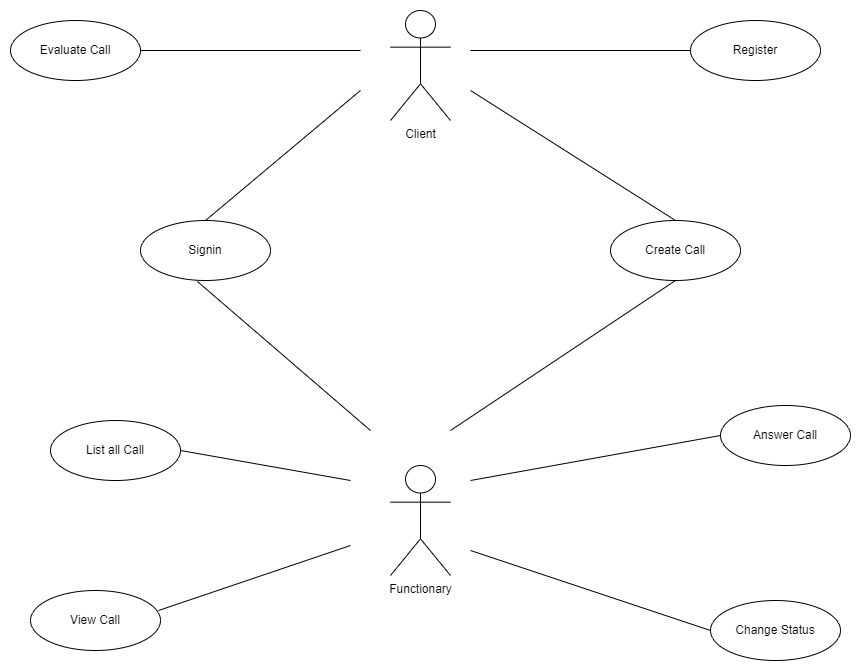 Evaluate Call
Register
Client
Signin
Create Call
List all Call
Answer Call
Functionary
View Call
Change Status